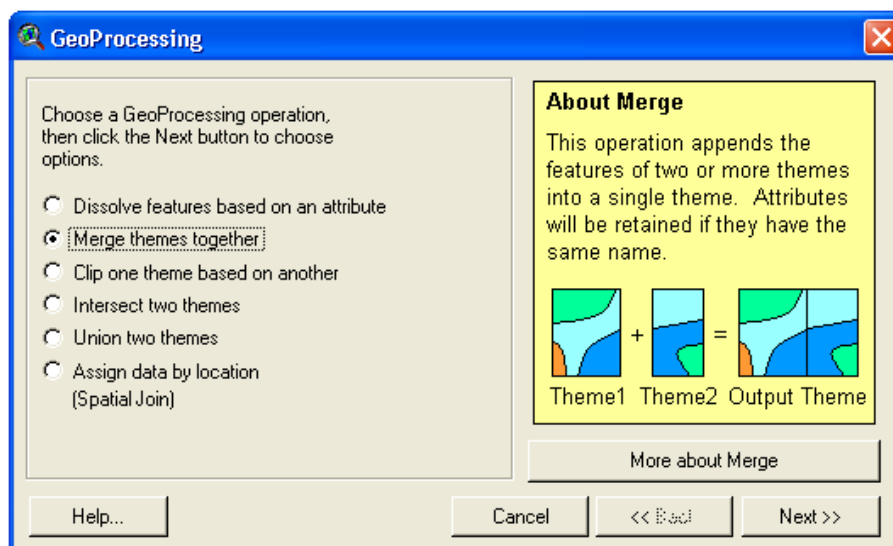 GeoProcessing
Choose a GeoProcessing operation,
then click the Next button to choose
options.
Dissolve features based on an attribute
Merge themes together
Clip one theme based on another
Intersect two themes
Union two themes
Assign data by location
(Spatial Join)
About Merge
This operation appends the
features of two or more themes
into a single theme. Attributes
will be retained if they have the
same name.
+ =
Theme1 Theme2 Output Theme
More about Merge
Help... Cancel << Back Next >>